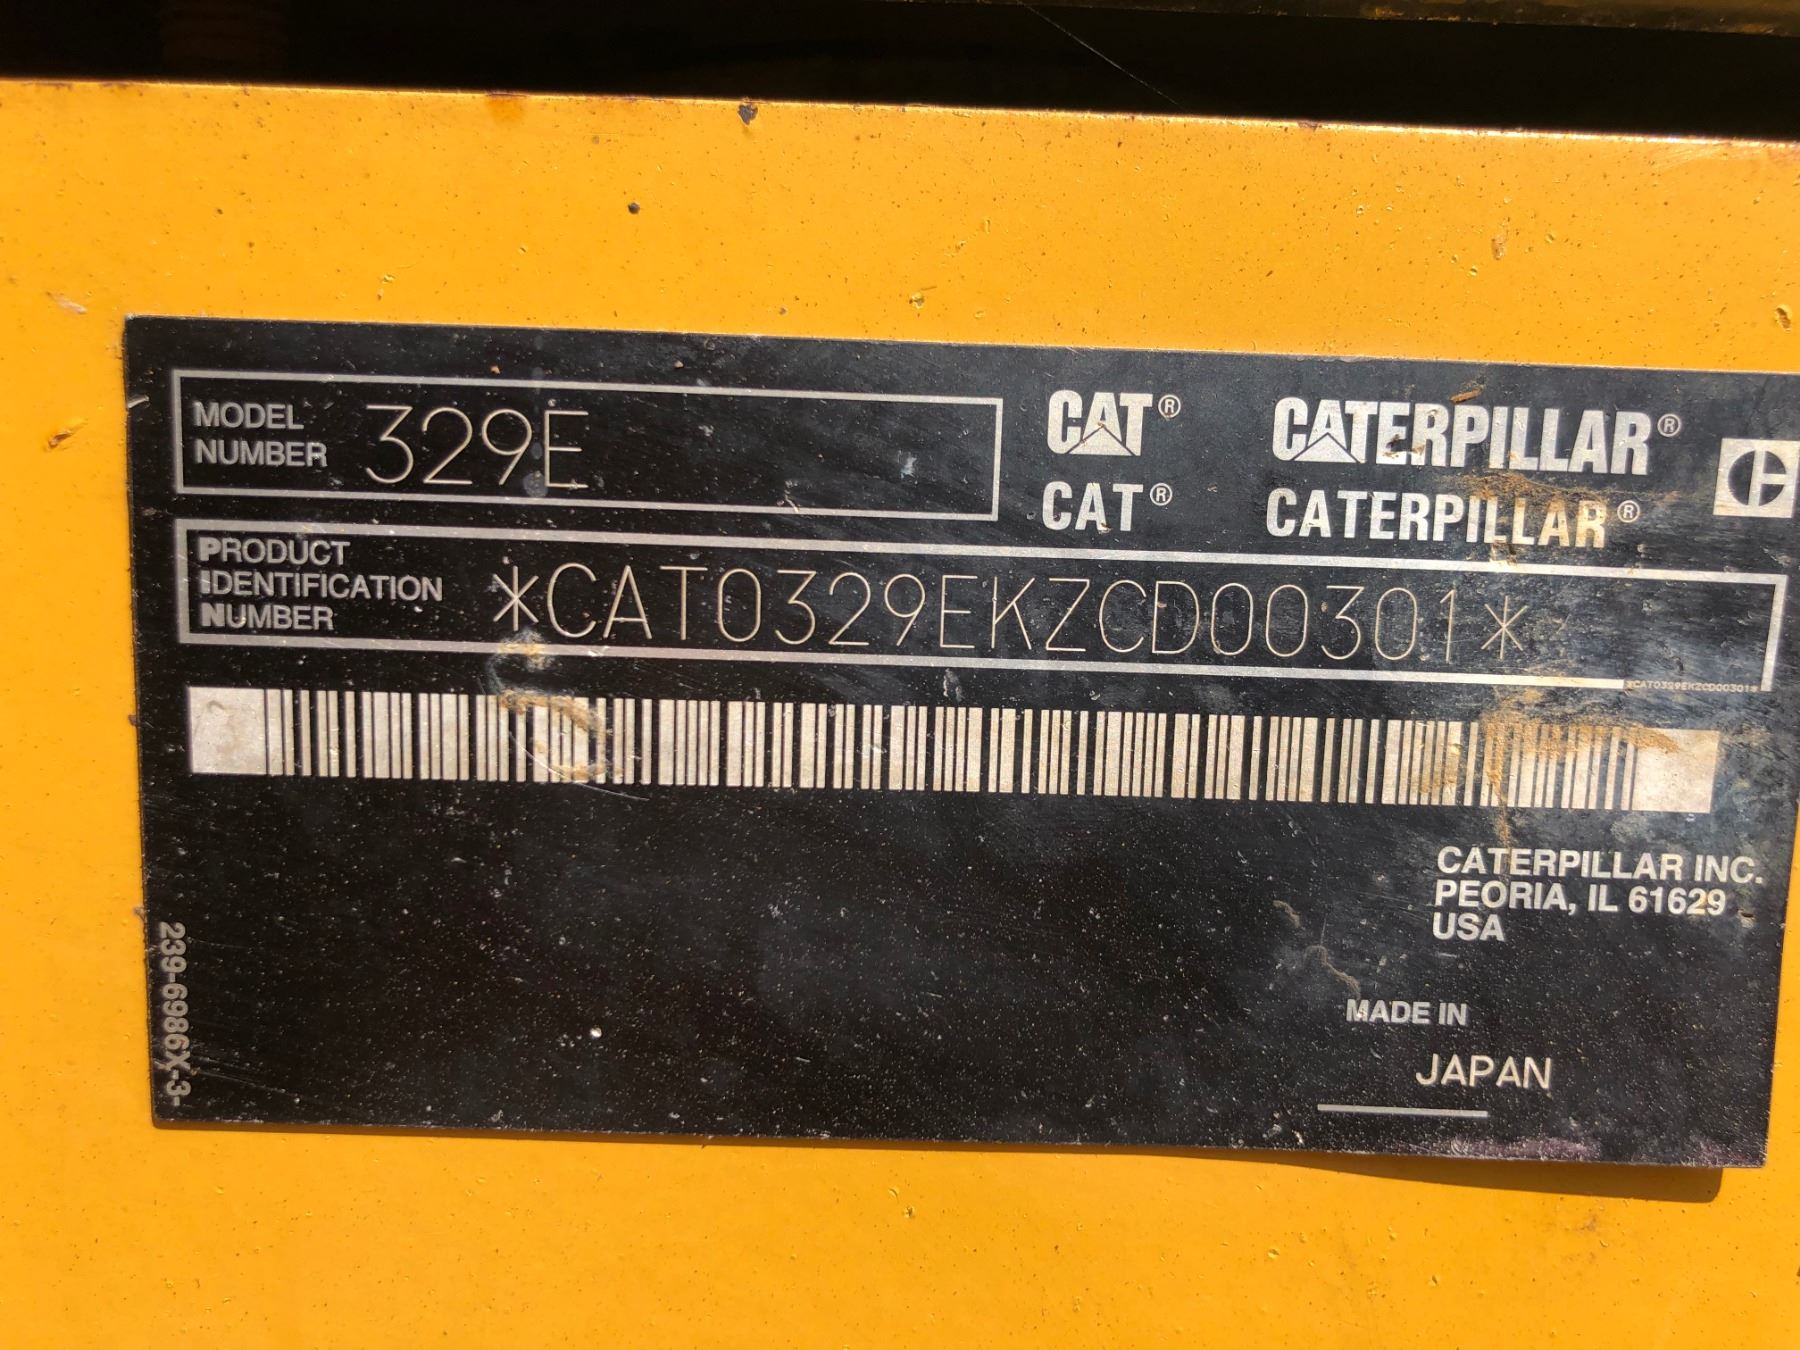 MODEL
NUMBER
329E
CAT® CATERPILLAR®
CAT® CATERPILLAR®
PRODUCT
IDENTIFICATION
NUMBER
*CAT0329EKZCD00301*
*CAT0329EKZCD00301*
CATERPILLAR INC.
PEORIA, IL 61629
USA
MADE IN
JAPAN
239-6986X-3-